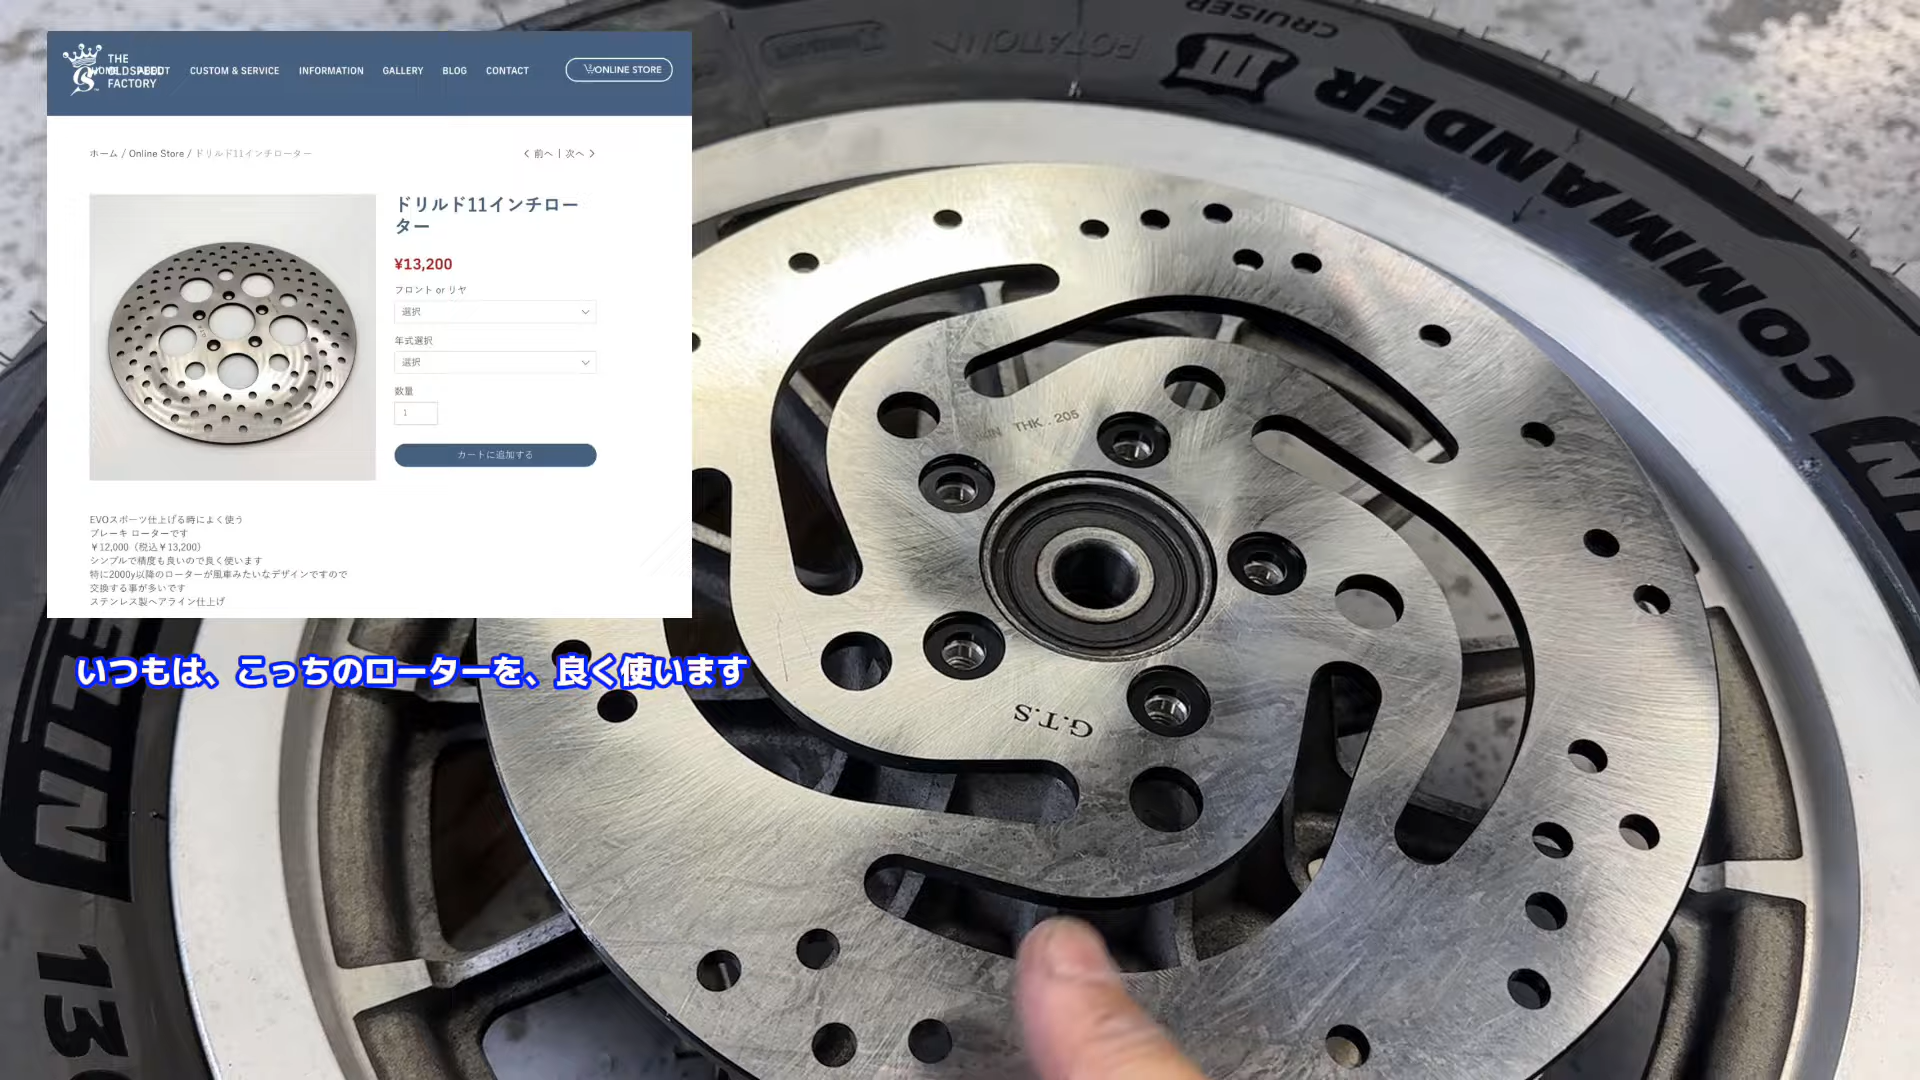 THE
OLDSPEED
FACTORY
HOME
ABOUT
CUSTOM & SERVICE
INFORMATION
GALLERY
BLOG
CONTACT
ONLINE STORE
ホーム / Online Store / ドリルド11インチローター
前へ | 次へ
ドリルド11インチロー
ター
¥13,200
フロント or リヤ
選択
年式選択
選択
数量
1
カートに追加する
EVOスポーツ仕上げる時によく使う
ブレーキ ローターです
￥12,000（税込￥13,200）
シンプルで精度も良いので良く使います
特に2000y以降のローターが風車みたいなデザインですので
交換する事が多いです
ステンレス製ヘアライン仕上げ
いつもは、こっちのローターを、良く使います
ROTATION
COMMANDER III
CRUISER
THK . 205
G.T.S